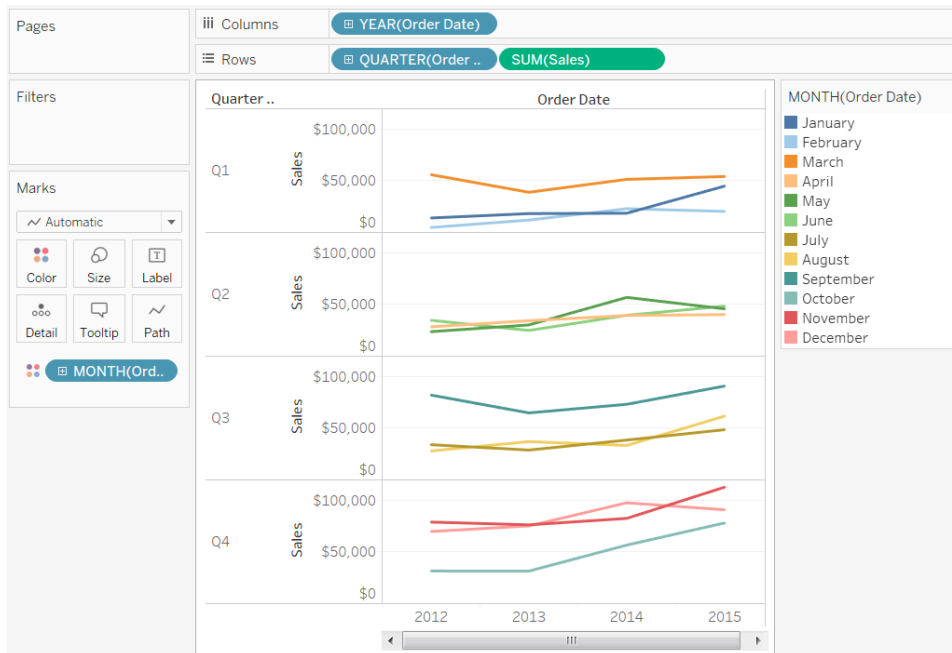 Pages
Columns
YEAR(Order Date)
Rows
QUARTER(Order ..
SUM(Sales)
Filters
Marks
Automatic
Color
Size
Label
T
Detail
Tooltip
Path
MONTH(Ord..
Quarter ..
Order Date
Q1
Sales
$100,000
$50,000
$0
Q2
Sales
$100,000
$50,000
$0
Q3
Sales
$100,000
$50,000
$0
Q4
Sales
$100,000
$50,000
$0
2012
2013
2014
2015
MONTH(Order Date)
January
February
March
April
May
June
July
August
September
October
November
December